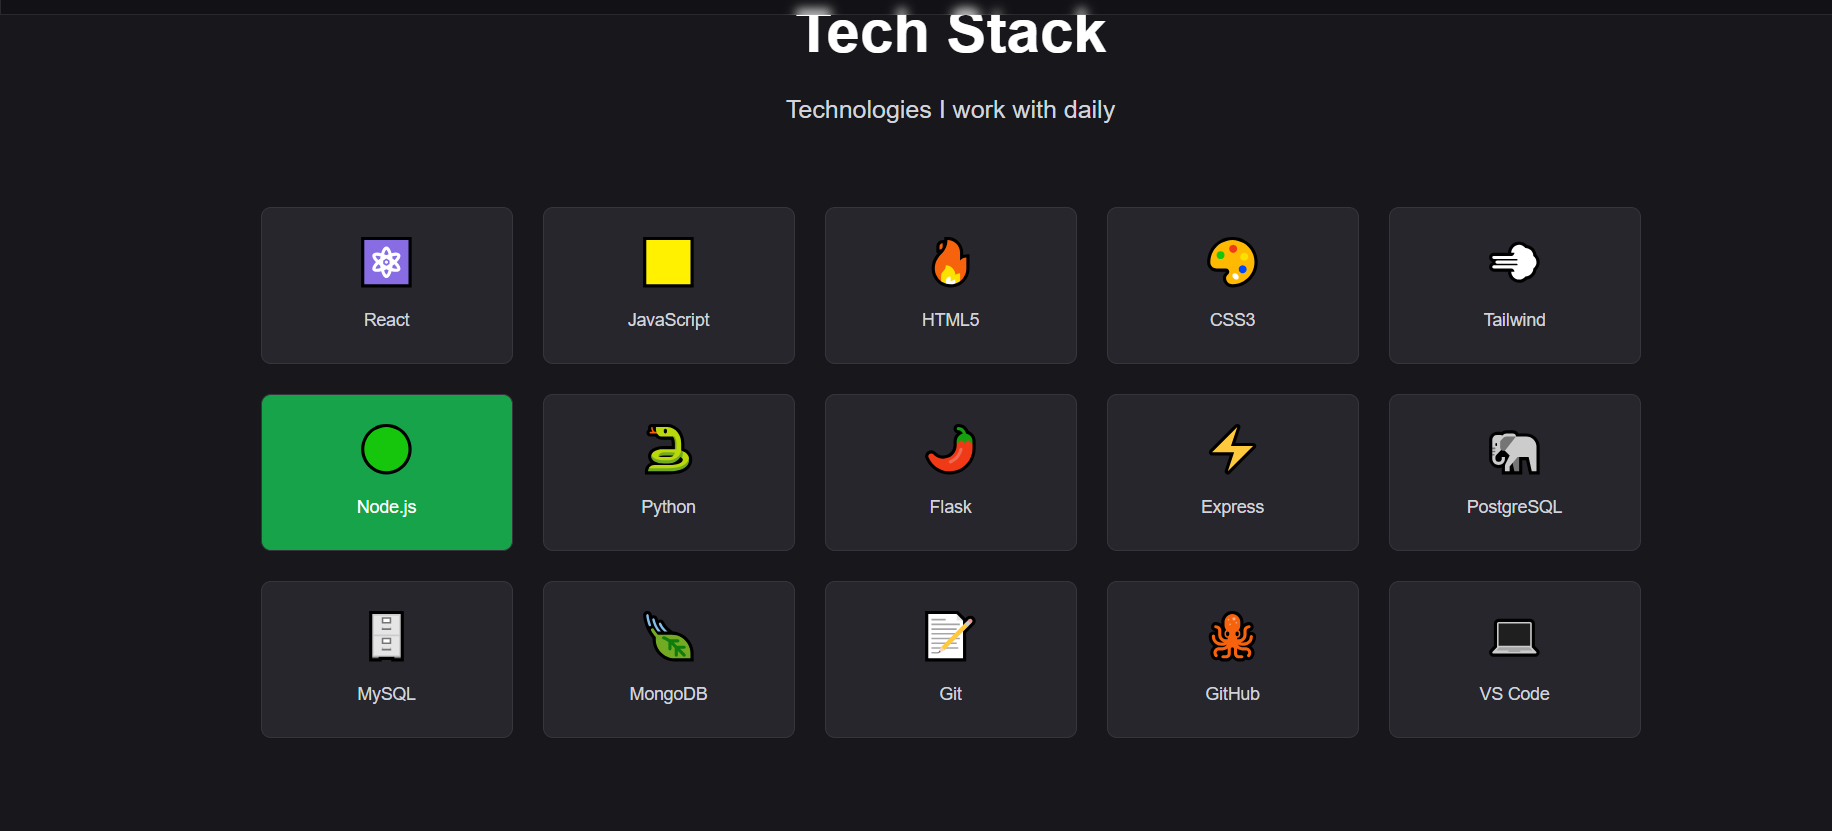 Tech Stack
Technologies I work with daily
React
JavaScript
HTML5
CSS3
Tailwind
Node.js
Python
Flask
Express
PostgreSQL
MySQL
MongoDB
Git
GitHub
VS Code